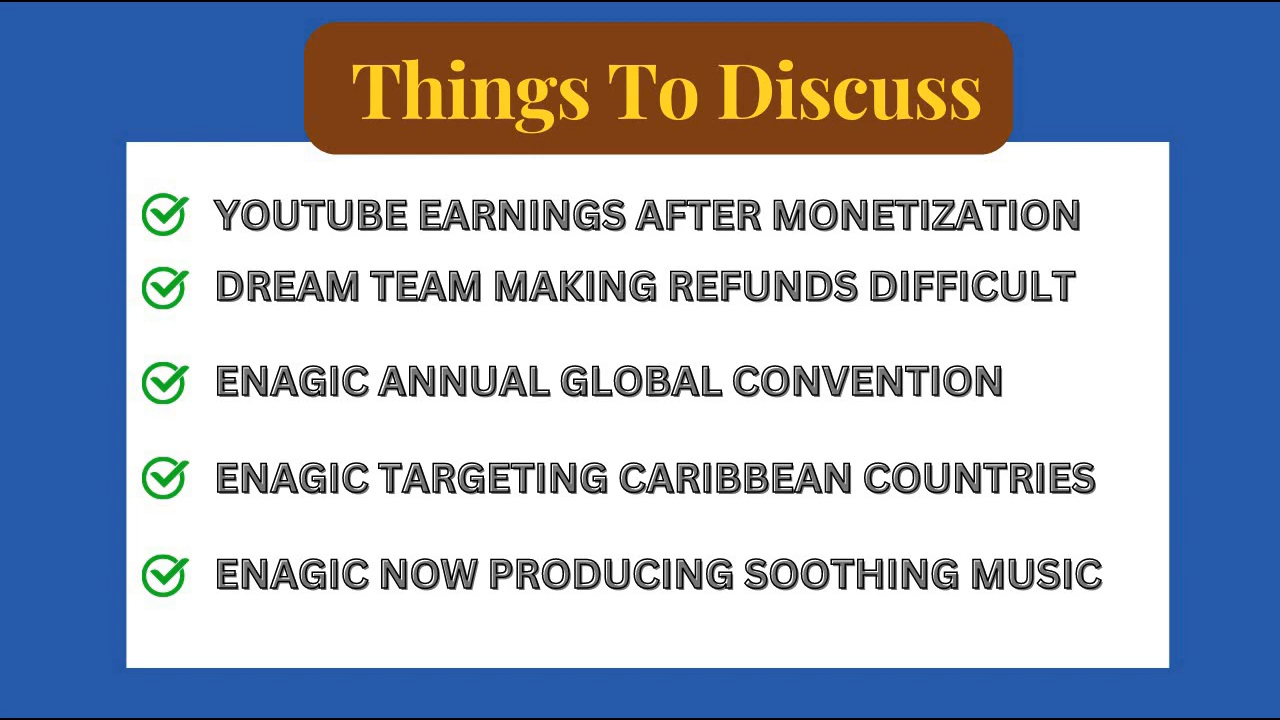 Things To Discuss
YOUTUBE EARNINGS AFTER MONETIZATION
DREAM TEAM MAKING REFUNDS DIFFICULT
ENAGIC ANNUAL GLOBAL CONVENTION
ENAGIC TARGETING CARIBBEAN COUNTRIES
ENAGIC NOW PRODUCING SOOTHING MUSIC